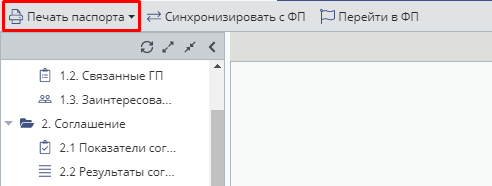 Печать паспорта Синхронизировать с ФП Перейти в ФП
1.2. Связанные ГП
1.3. Заинтересова...
2. Соглашение
2.1 Показатели сог...
2.2 Результаты сог...